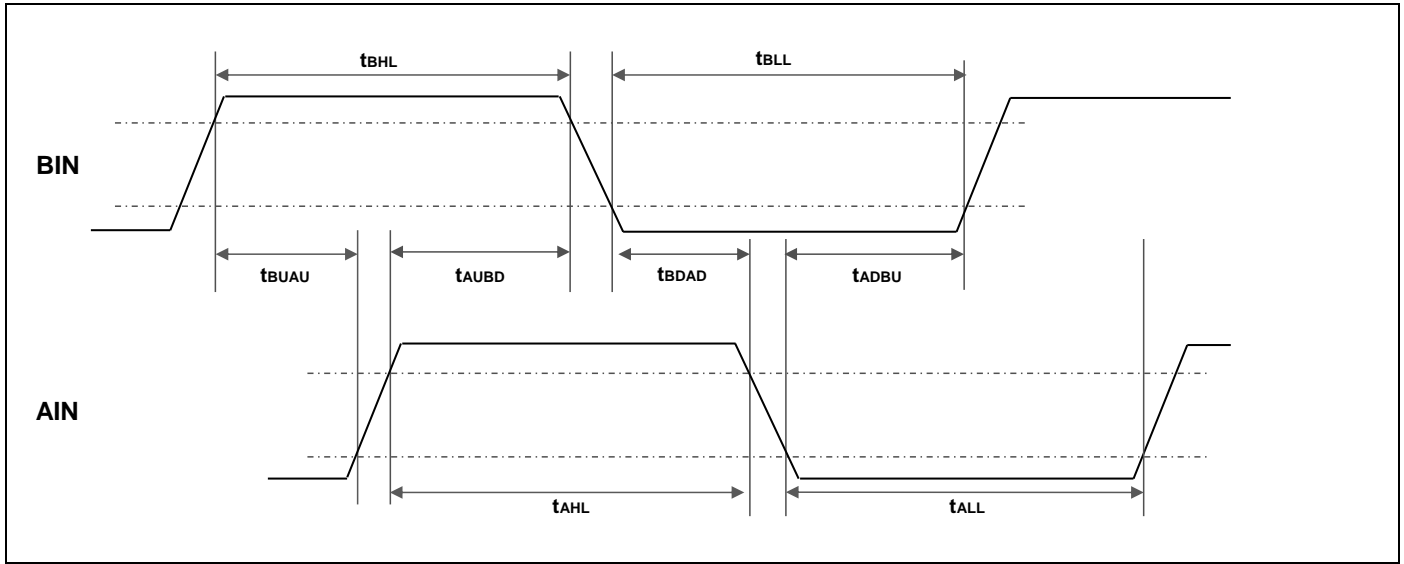 tBHL
tBLL
BIN
tBUAU
tAUBD
tBDAD
tADBU
AIN
tAHL
tALL